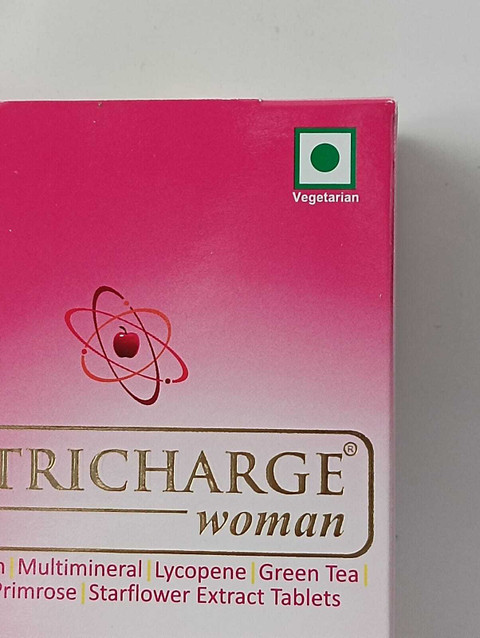 Vegetarian
TRICHARGE®
woman
Multimineral | Lycopene | Green Tea |
Primrose | Starflower Extract Tablets